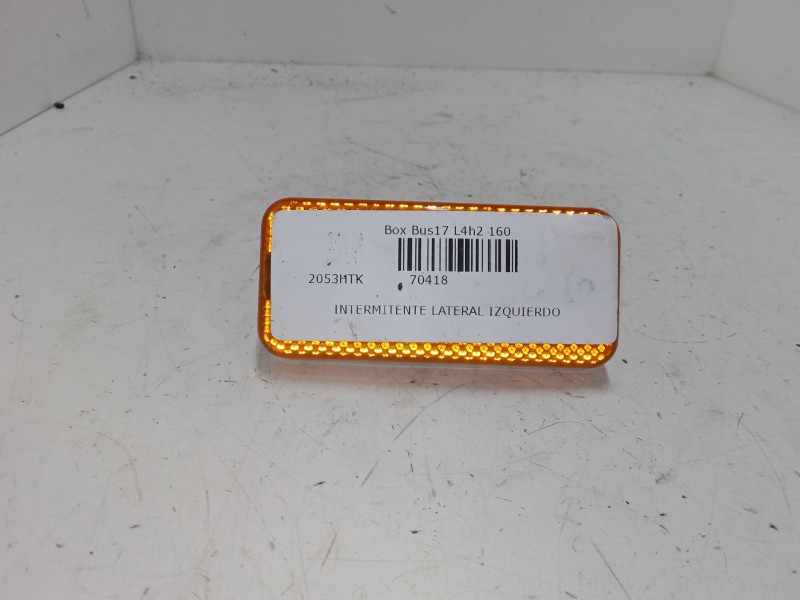 Box Bus17 L4h2 160
2053HTK 70418
INTERMITENTE LATERAL IZQUIERDO